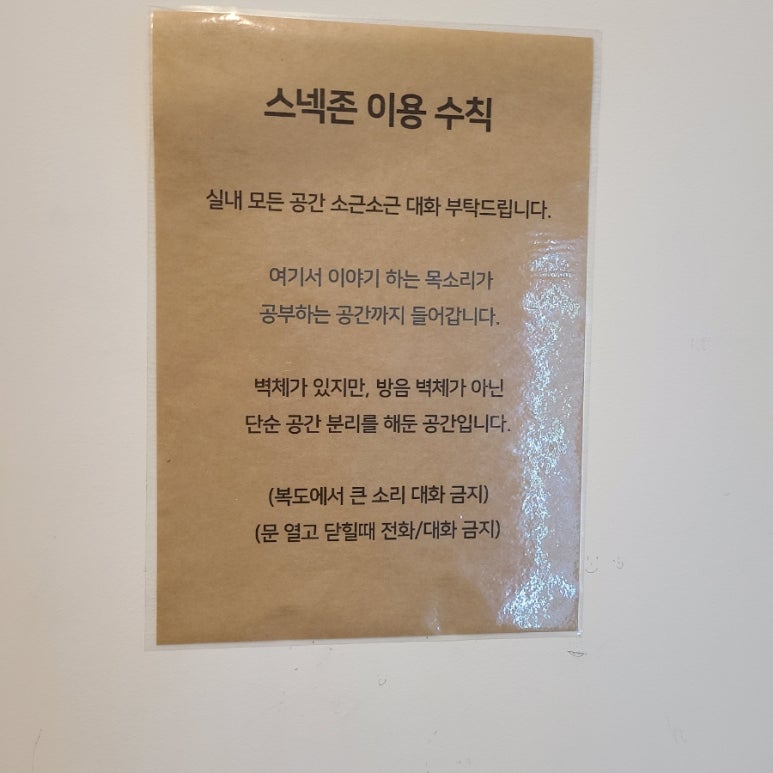 스넥존 이용 수칙
실내 모든 공간 소근소근 대화 부탁드립니다.
여기서 이야기 하는 목소리가
공부하는 공간까지 들어갑니다.
벽체가 있지만, 방음 벽체가 아닌
단순 공간 분리를 해둔 공간입니다.
(복도에서 큰 소리 대화 금지)
(문 열고 닫힐때 전화/대화 금지)